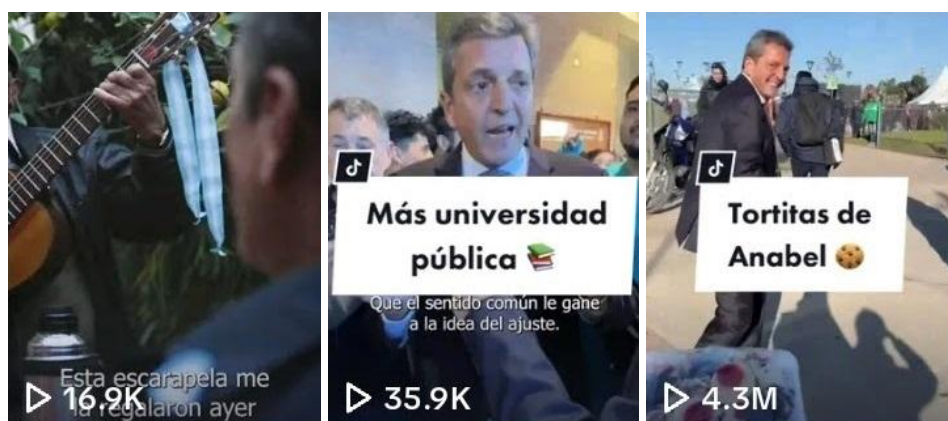 Esta escarapela me
la regalaron ayer
16.9K
Más universidad
pública
Que el sentido común le gane
a la idea del ajuste.
35.9K
Tortitas de
Anabel
4.3M